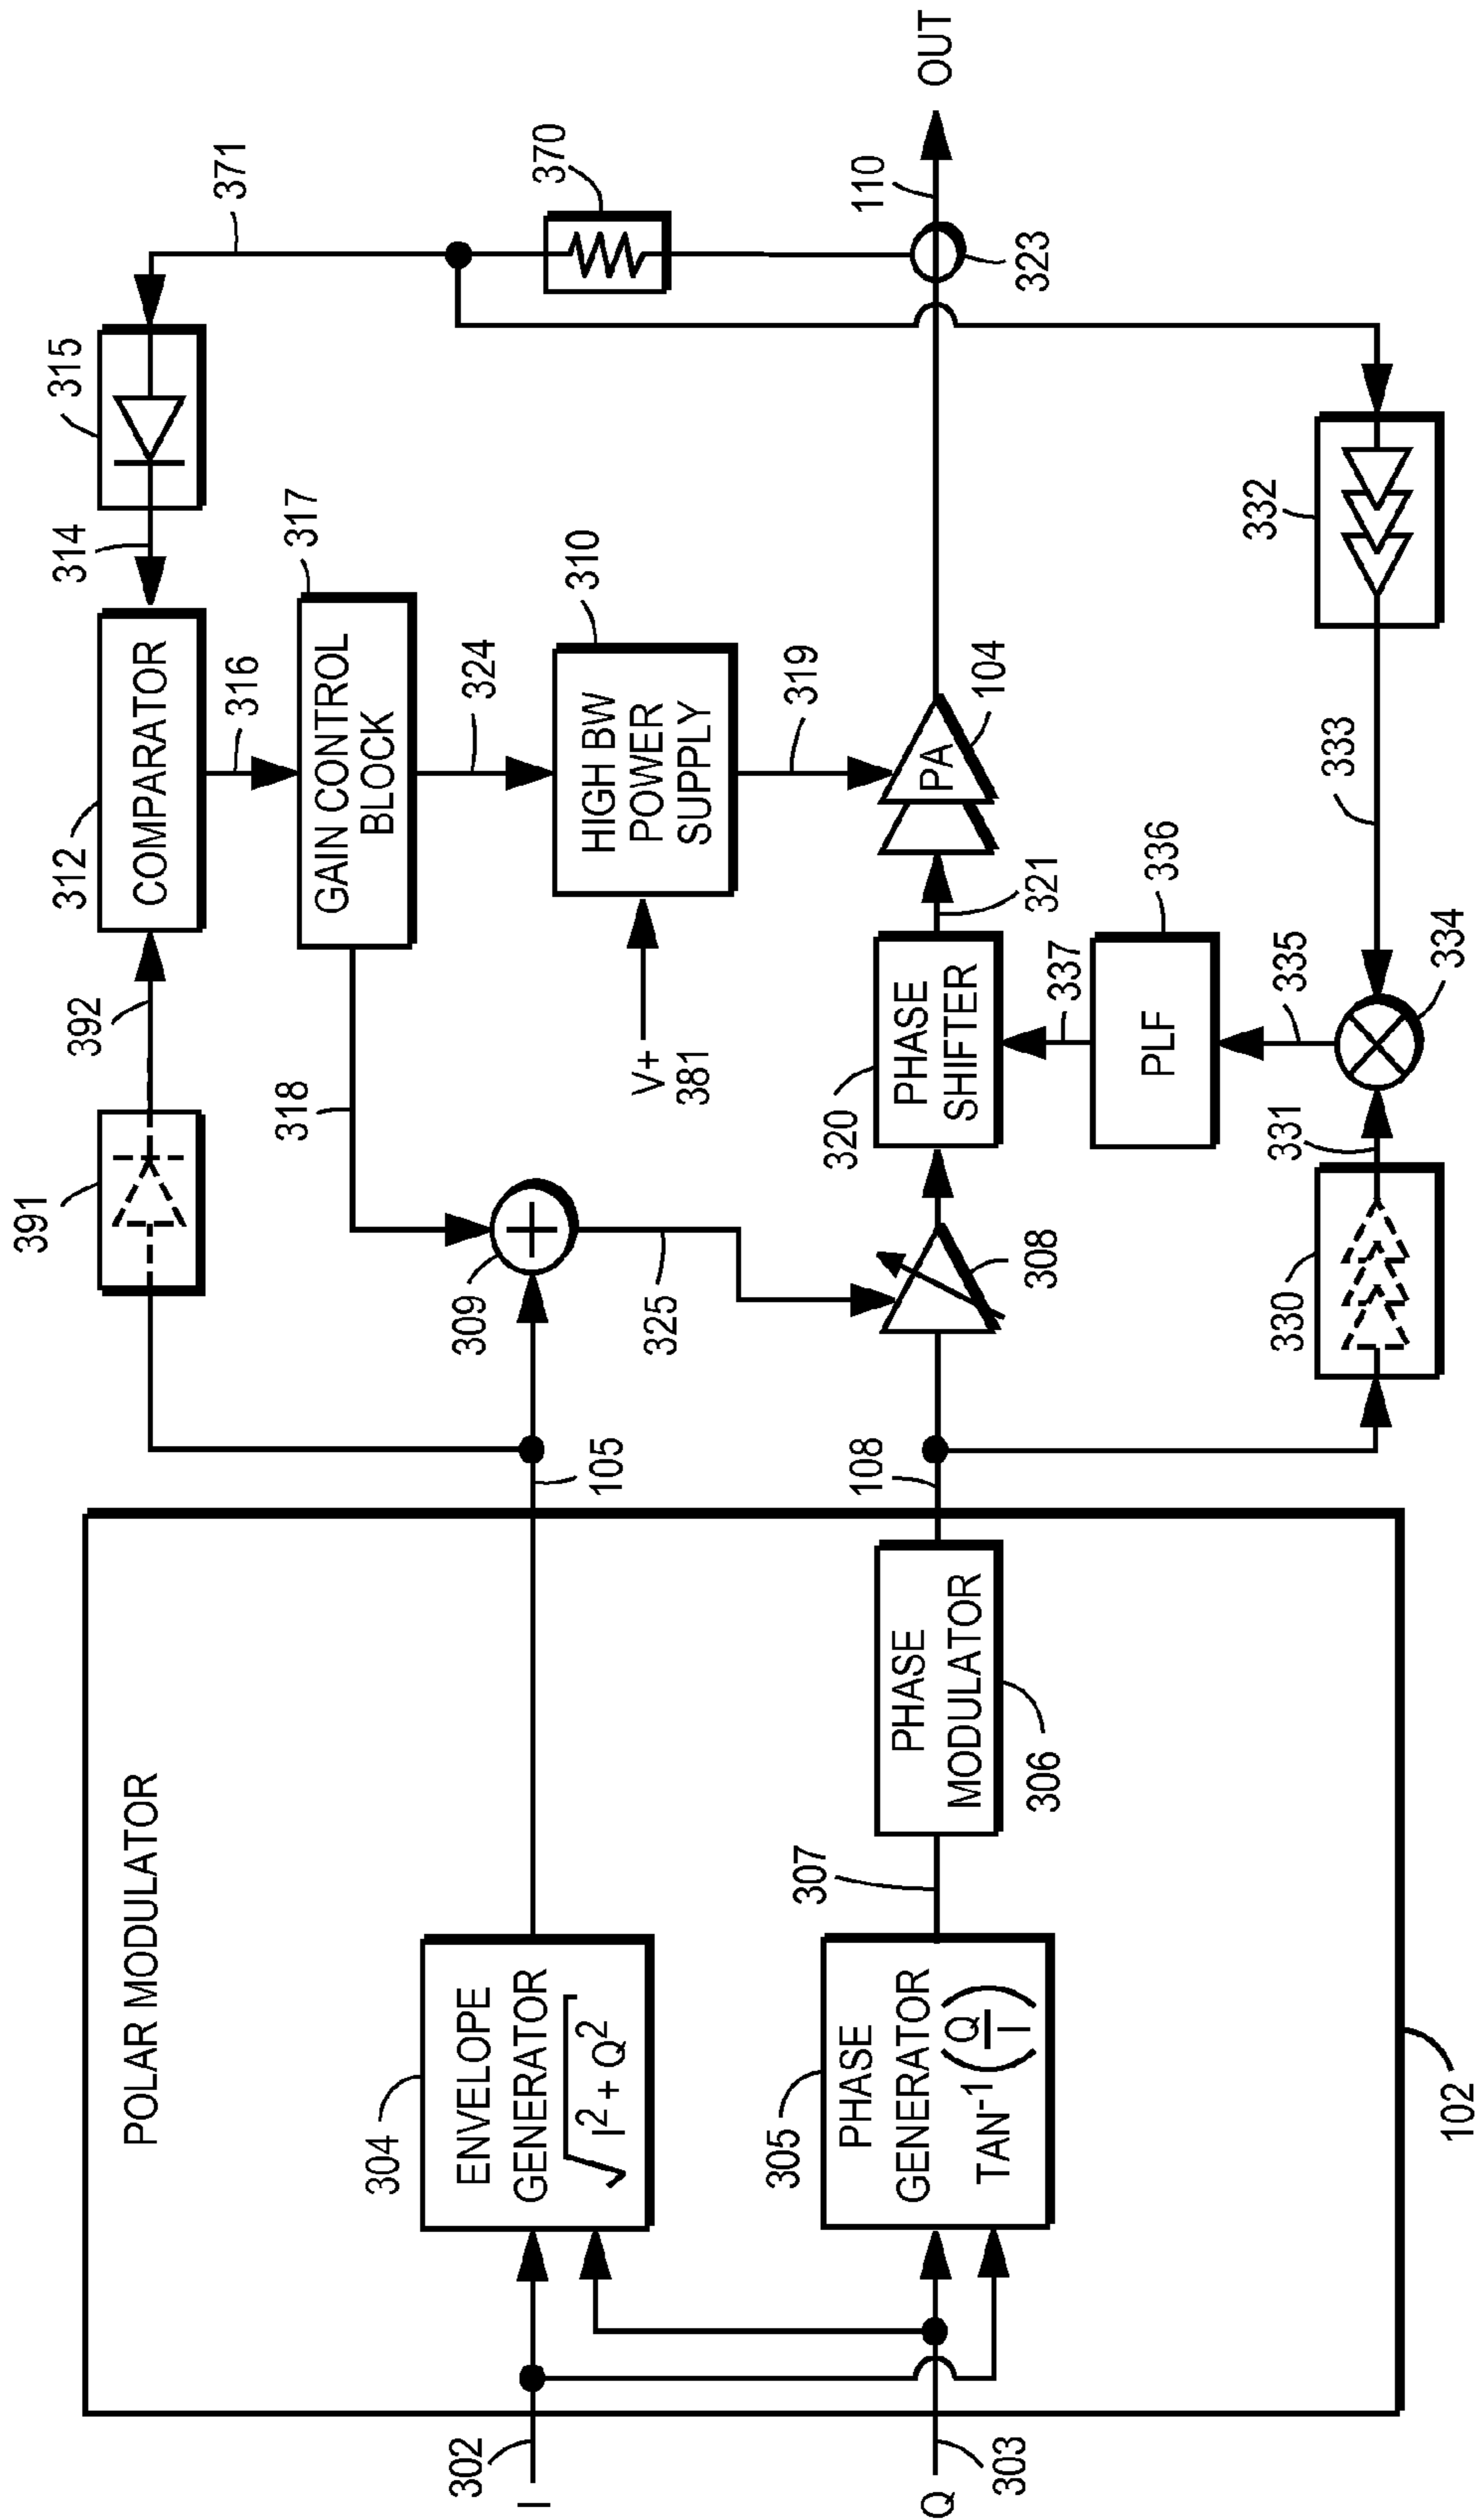 POLAR MODULATOR
I
302
Q
303
304
ENVELOPE
GENERATOR
√I² + Q²
305
PHASE
GENERATOR
TAN⁻¹(Q/I)
307
PHASE
MODULATOR
306
102
105
108
391
392
312
COMPARATOR
314
315
371
316
317
GAIN CONTROL
BLOCK
318
324
309
325
310
HIGH BW
POWER
SUPPLY
V+
381
319
308
320
PHASE
SHIFTER
321
PA
104
370
110
OUT
323
337
PLF
336
330
331
335
334
333
332